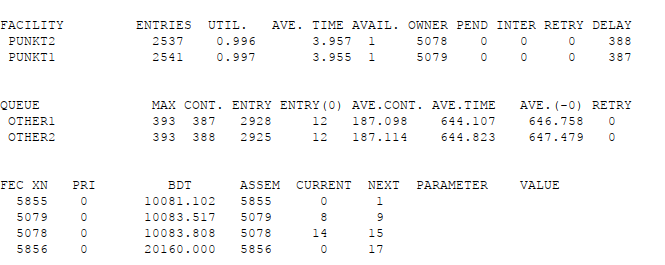 FACILITY ENTRIES UTIL. AVE. TIME AVAIL. OWNER PEND INTER RETRY DELAY
PUNKT2 2537 0.996 3.957 1 5078 0 0 0 388
PUNKT1 2541 0.997 3.955 1 5079 0 0 0 387
QUEUE MAX CONT. ENTRY ENTRY(0) AVE.CONT. AVE.TIME AVE.(-0) RETRY
OTHER1 393 387 2928 12 187.098 644.107 646.758 0
OTHER2 393 388 2925 12 187.114 644.823 647.479 0
FEC XN PRI BDT ASSEM CURRENT NEXT PARAMETER VALUE
5855 0 10081.102 5855 0 1
5079 0 10083.517 5079 8 9
5078 0 10083.808 5078 14 15
5856 0 20160.000 5856 0 17